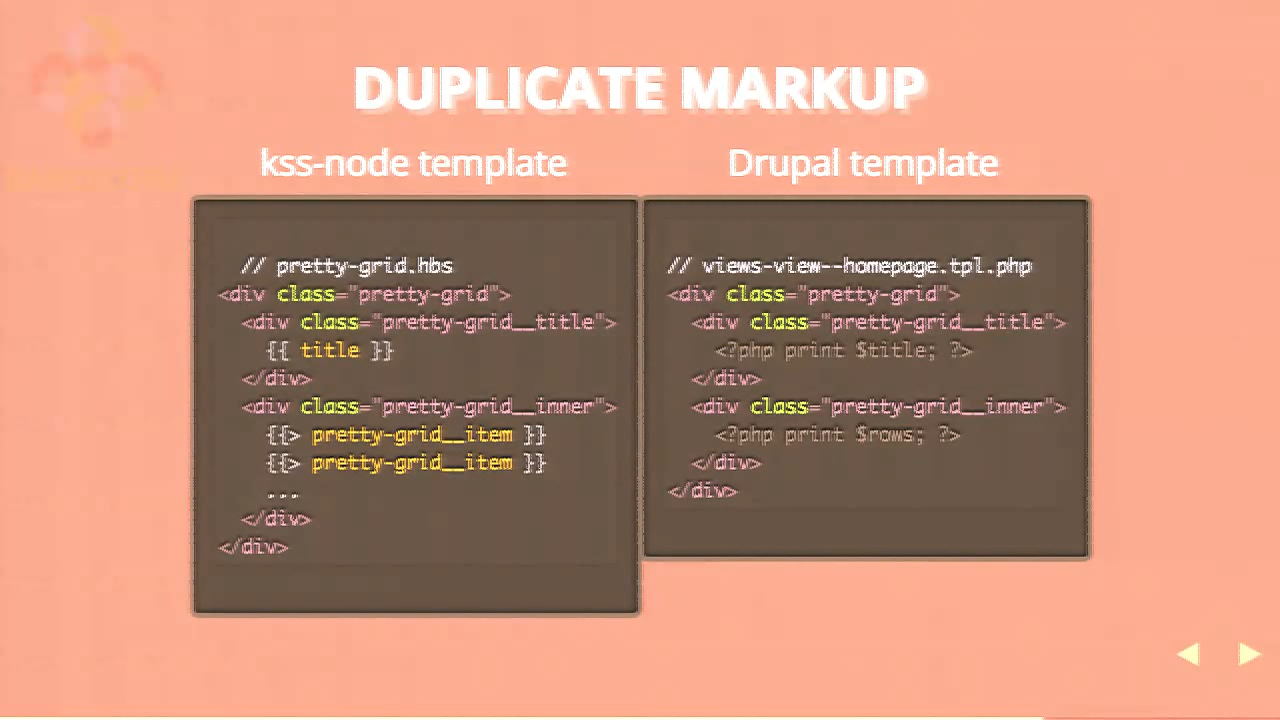 DUPLICATE MARKUP
kss-node template
// pretty-grid.hbs
<div class="pretty-grid">
<div class="pretty-grid__title">
{{ title }}
</div>
<div class="pretty-grid__inner">
{{> pretty-grid__item }}
{{> pretty-grid__item }}
...
</div>
</div>
Drupal template
// views-view--homepage.tpl.php
<div class="pretty-grid">
<div class="pretty-grid__title">
<?php print $title; ?>
</div>
<div class="pretty-grid__inner">
<?php print $rows; ?>
</div>
</div>